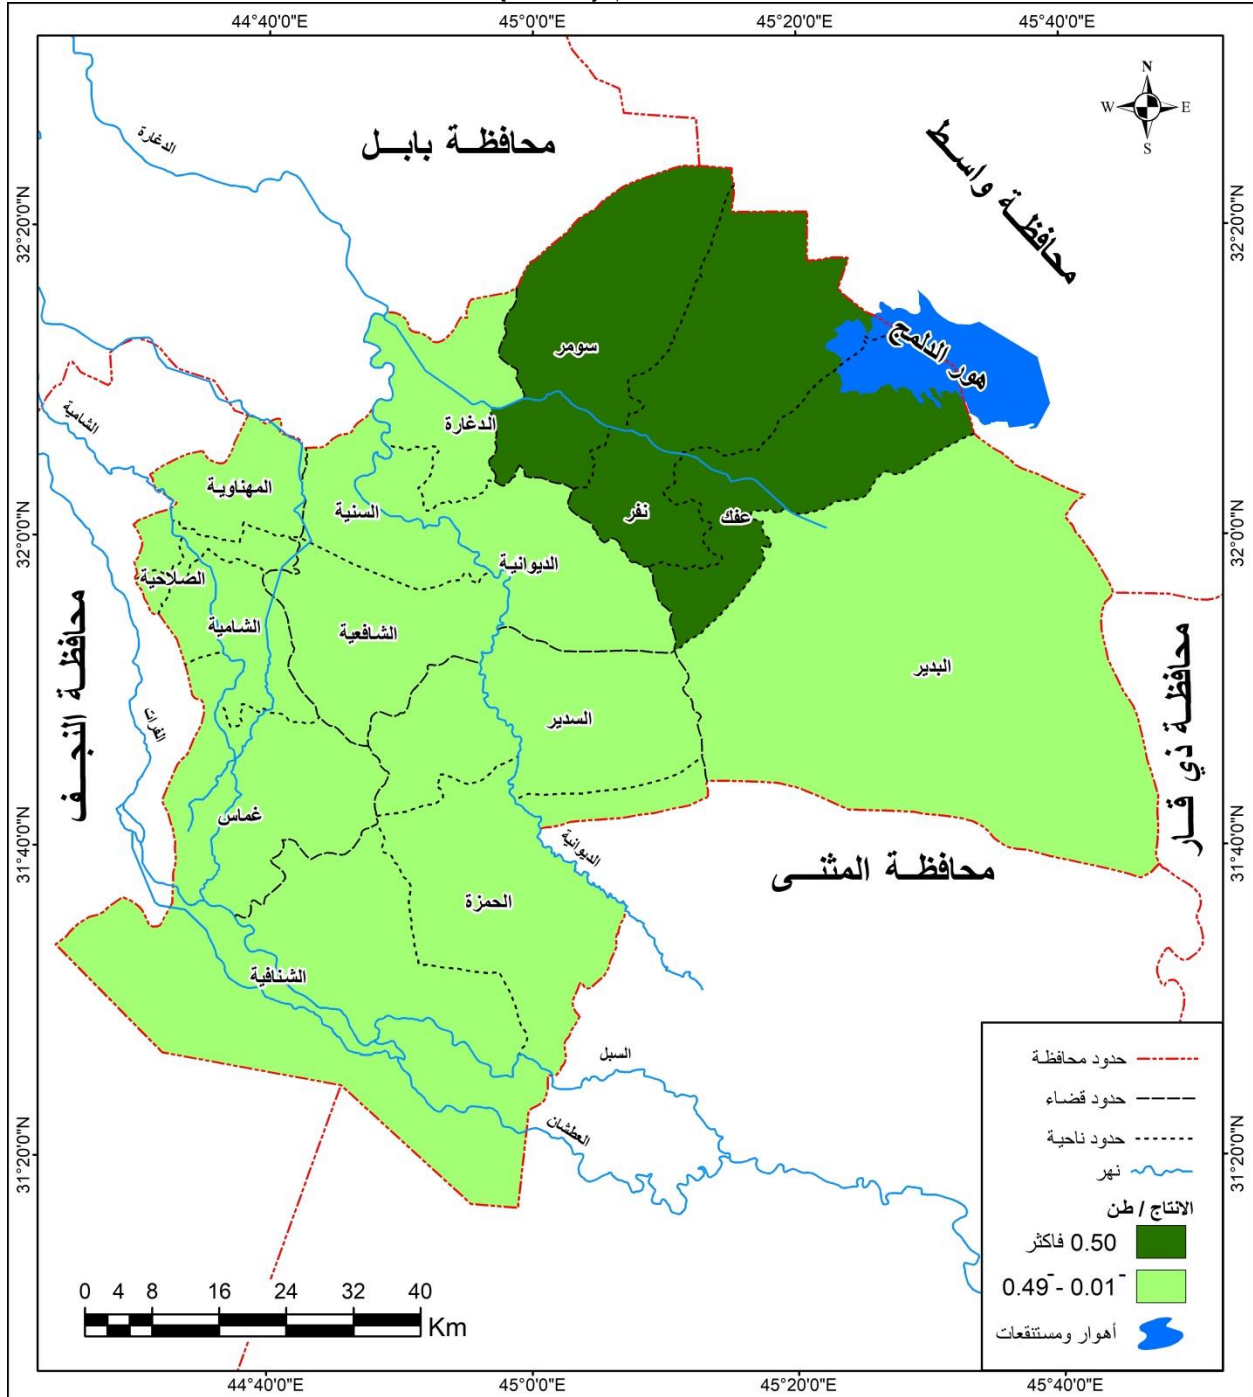 44°40'0"E
45°0'0"E
45°20'0"E
45°40'0"E
N
W
E
S
محافظة بابل
محافظة واسط
الدغارة
32°20'0"N
32°20'0"N
هور الدلمج
سومر
الدغارة
الشامية
المهناوية
السنية
نفر
عفك
32°0'0"N
32°0'0"N
الديوانية
الصلاحية
الشامية
الشافعية
محافظة النجف
الفرات
البدير
السدير
محافظة ذي قار
غماس
الديوانية
31°40'0"N
31°40'0"N
محافظة المثنى
الحمزة
الشنافية
السبل
العطشان
31°20'0"N
31°20'0"N
حدود محافظة
حدود قضاء
حدود ناحية
نهر
الانتاج / طن
0.50 فاكثر
0.49 - 0.01
أهوار ومستنقعات
0 4 8 16 24 32 40
Km
44°40'0"E
45°0'0"E
45°20'0"E
45°40'0"E